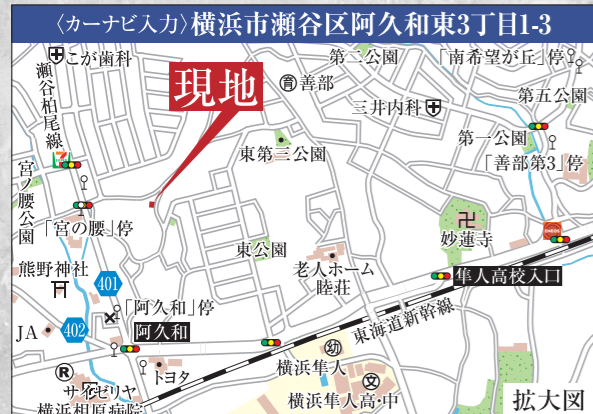 〈カーナビ入力〉横浜市瀬谷区阿久和東3丁目1-3
こが歯科
瀬谷柏尾線
現地
育 善部
第二公園
「南希望が丘」停
第五公園
三井内科
第一公園
「善部第3」停
東第三公園
7
宮ノ腰公園
「宮の腰」停
東公園
老人ホーム
睦荘
妙蓮寺
ENEOS
熊野神社
401
「阿久和」停
阿久和
隼人高校入口
東海道新幹線
JA
402
R
サイゼリヤ
トヨタ
横浜相原病院
幼
横浜隼人
文
横浜隼人高・中
拡大図